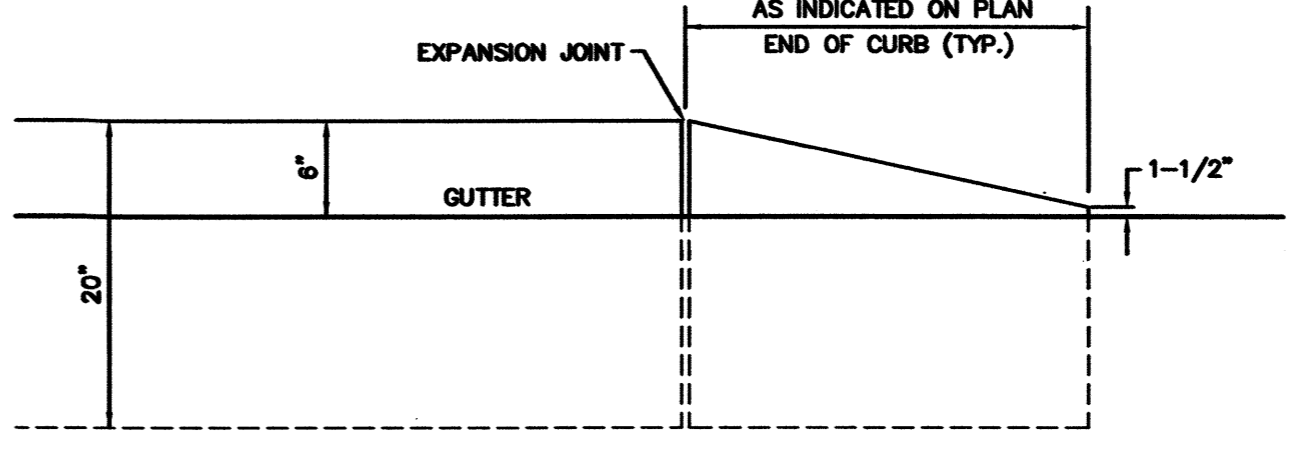 AS INDICATED ON PLAN
END OF CURB (TYP.)
EXPANSION JOINT
6"
1-1/2"
GUTTER
20"